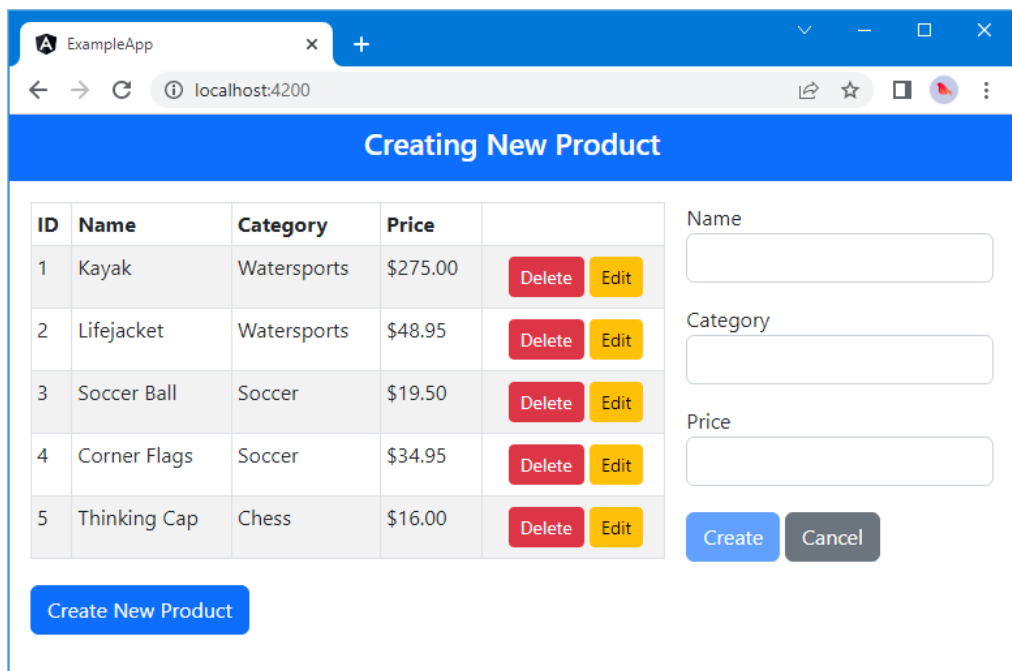 ExampleApp
localhost:4200
Creating New Product
ID Name Category Price
1 Kayak Watersports $275.00 Delete Edit
2 Lifejacket Watersports $48.95 Delete Edit
3 Soccer Ball Soccer $19.50 Delete Edit
4 Corner Flags Soccer $34.95 Delete Edit
5 Thinking Cap Chess $16.00 Delete Edit
Create New Product
Name
Category
Price
Create Cancel